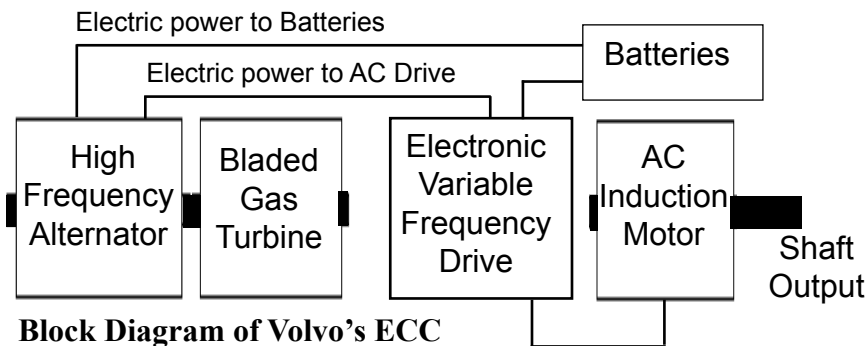 Electric power to Batteries
Batteries
Electric power to AC Drive
High
Frequency
Alternator
Bladed
Gas
Turbine
Electronic
Variable
Frequency
Drive
AC
Induction
Motor
Shaft
Output
Block Diagram of Volvo's ECC